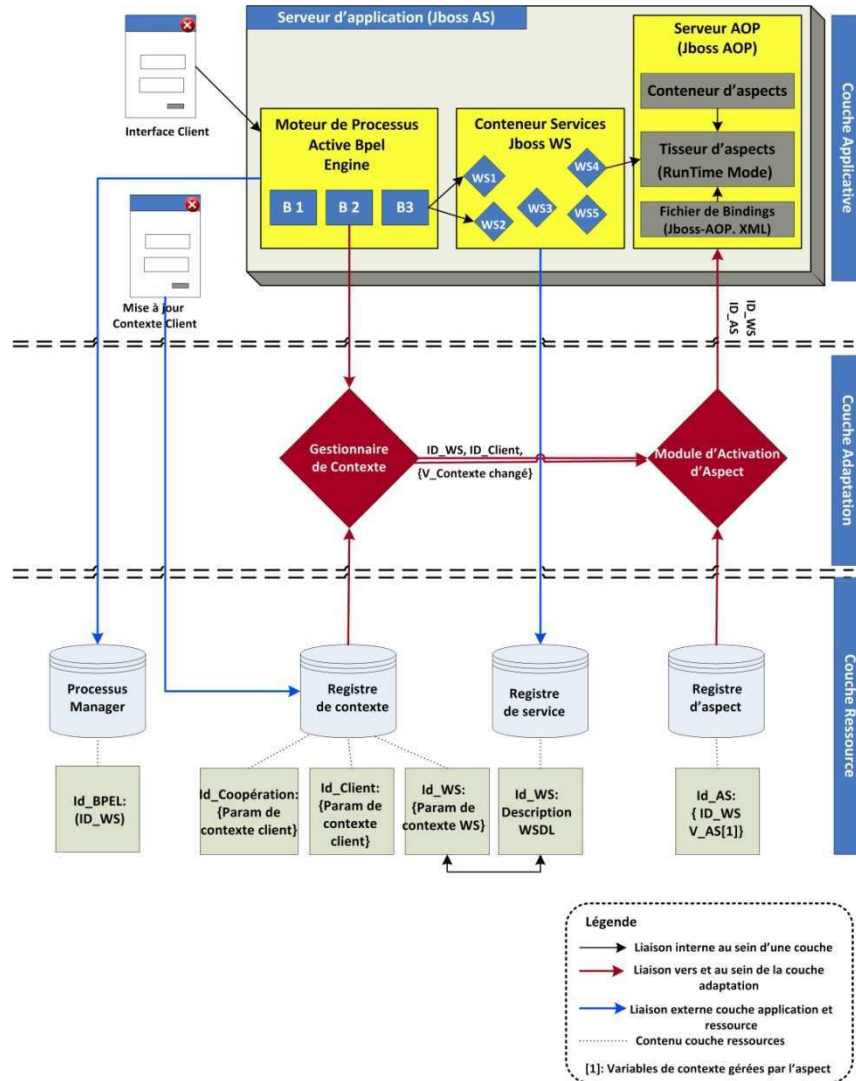 Serveur d'application (Jboss AS)
Serveur AOP
(Jboss AOP)
Conteneur d'aspects
Tisseur d'aspects
(RunTime Mode)
Fichier de Bindings
(Jboss-AOP. XML)
Interface Client
Moteur de Processus
Active Bpel
Engine
B 1
B 2
B3
Conteneur Services
Jboss WS
WS1
WS2
WS3
WS4
WS5
Couche Applicative
Mise à jour
Contexte Client
ID_WS
ID_AS
Gestionnaire
de Contexte
ID_WS, ID_Client,
{V_Contexte changé}
Module d'Activation
d'Aspect
Couche Adaptation
Processus
Manager
Registre
de contexte
Registre
de service
Registre
d'aspect
Couche Ressource
Id_BPEL:
(ID_WS)
Id_Coopération:
{Param de
contexte client}
Id_Client:
{Param de
contexte
client}
Id_WS:
{Param de
contexte WS}
Id_WS:
Description
WSDL
Id_AS:
{ ID_WS
V_AS[1]}
Légende
Liaison interne au sein d'une couche
Liaison vers et au sein de la couche
adaptation
Liaison externe couche application et
ressource
Contenu couche ressources
[1]: Variables de contexte gérées par l'aspect